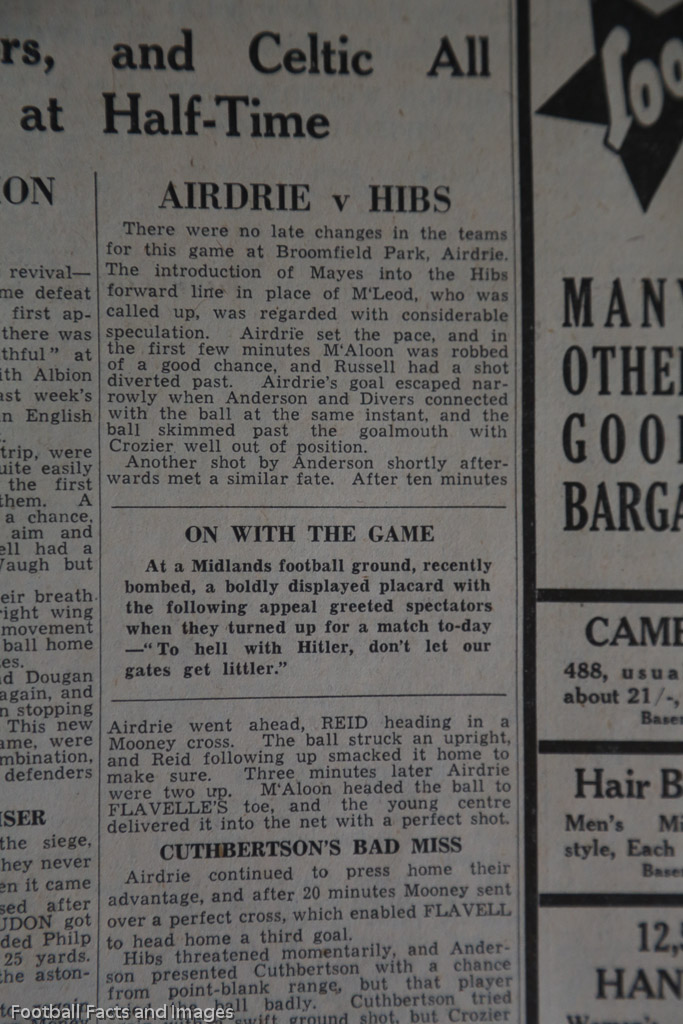 rs, and Celtic All
at Half-Time
ION
revival—
me defeat
first ap-
there was
thful" at
ith Albion
ast week's
n English
trip, were
uite easily
the first
them. A
a chance,
aim and
ell had a
Waugh but
eir breath
right wing
movement
ball home
es.
nd Dougan
again, and
n stopping
This new
ame, were
mbination,
defenders
ISER
the siege,
hey never
en it came
sed after
UDON got
ded Philp
25 yards.
the aston-
AIRDRIE v HIBS
There were no late changes in the teams
for this game at Broomfield Park, Airdrie.
The introduction of Mayes into the Hibs
forward line in place of M'Leod, who was
called up, was regarded with considerable
speculation. Airdrie set the pace, and in
the first few minutes M'Aloon was robbed
of a good chance, and Russell had a shot
diverted past. Airdrie's goal escaped nar-
rowly when Anderson and Divers connected
with the ball at the same instant, and the
ball skimmed past the goalmouth with
Crozier well out of position.
Another shot by Anderson shortly after-
wards met a similar fate. After ten minutes
ON WITH THE GAME
At a Midlands football ground, recently
bombed, a boldly displayed placard with
the following appeal greeted spectators
when they turned up for a match to-day
—"To hell with Hitler, don't let our
gates get littler."
Airdrie went ahead, REID heading in a
Mooney cross. The ball struck an upright,
and Reid following up smacked it home to
make sure. Three minutes later Airdrie
were two up. M'Aloon headed the ball to
FLAVELLE'S toe, and the young centre
delivered it into the net with a perfect shot.
CUTHBERTSON'S BAD MISS
Airdrie continued to press home their
advantage, and after 20 minutes Mooney sent
over a perfect cross, which enabled FLAVELL
to head home a third goal.
Hibs threatened momentarily, and Ander-
son presented Cuthbertson with a chance
from point-blank range, but that player
ball badly. Cuthbertson tried
swift ground shot, but Crozier
MANY
OTHE
GOO
BARGA
CAME
488, usua
about 21/-,
Base
Hair B
Men's Mi
style, Each
Base
12,
HAN
Football Facts and Images